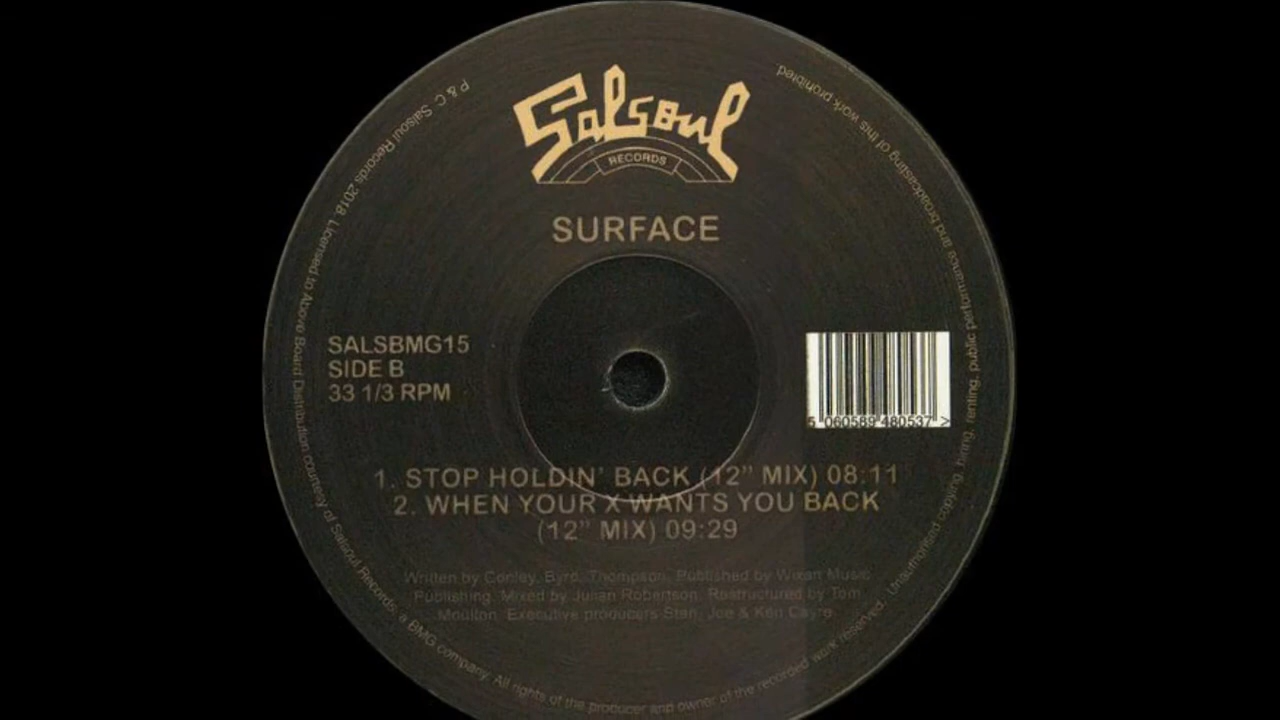 Salsoul
RECORDS
SURFACE
SALSBMG15
SIDE B
33 1/3 RPM
5 060589 480537 >
1. STOP HOLDIN' BACK (12" MIX) 08:11
2. WHEN YOUR X WANTS YOU BACK
(12" MIX) 09:29
Written by Conley, Byrd, Thompson. Published by Wixen Music
Publishing. Mixed by Julian Robertson. Restructured by Tom
Moulton. Executive producers Stan, Joe & Ken Cayre.
P & C Salsoul Records 2018. Licensed to Above Board Distribution courtesy of Salsoul Records, a BMG company. All rights of the producer and owner of the recorded work reserved. Unauthorised copying, hiring, renting, public performance and broadcasting of this work prohibited.